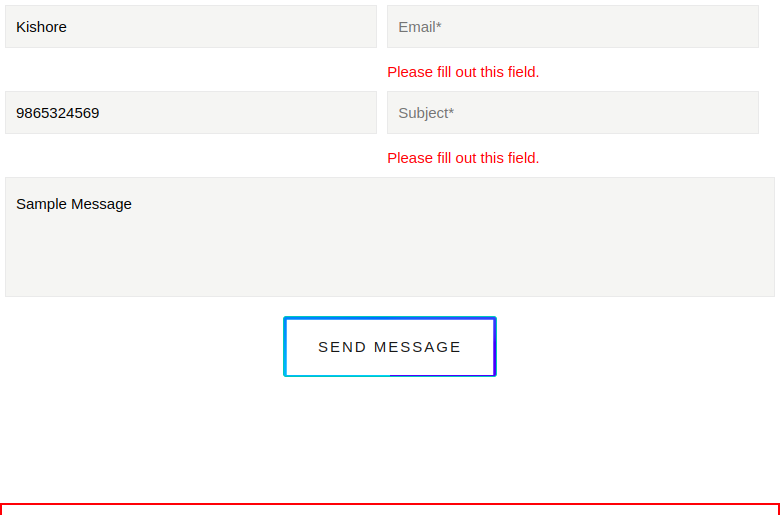 Kishore
Email*
Please fill out this field.
9865324569
Subject*
Please fill out this field.
Sample Message
SEND MESSAGE